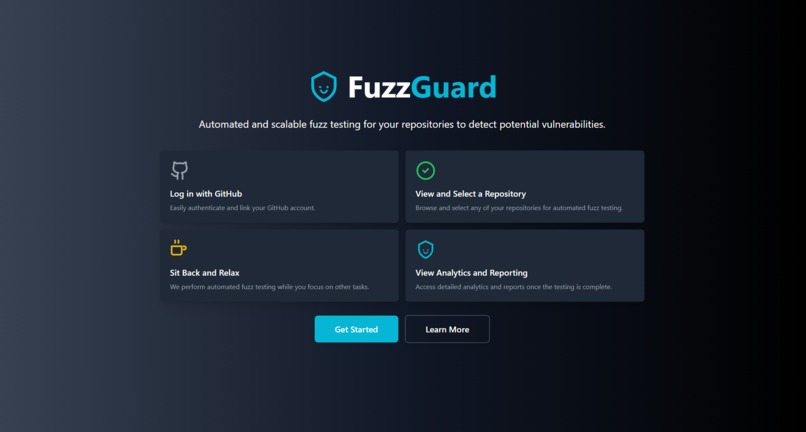 FuzzGuard
Automated and scalable fuzz testing for your repositories to detect potential vulnerabilities.
Log in with GitHub
Easily authenticate and link your GitHub account.
View and Select a Repository
Browse and select any of your repositories for automated fuzz testing.
Sit Back and Relax
We perform automated fuzz testing while you focus on other tasks.
View Analytics and Reporting
Access detailed analytics and reports once the testing is complete.
Get Started
Learn More